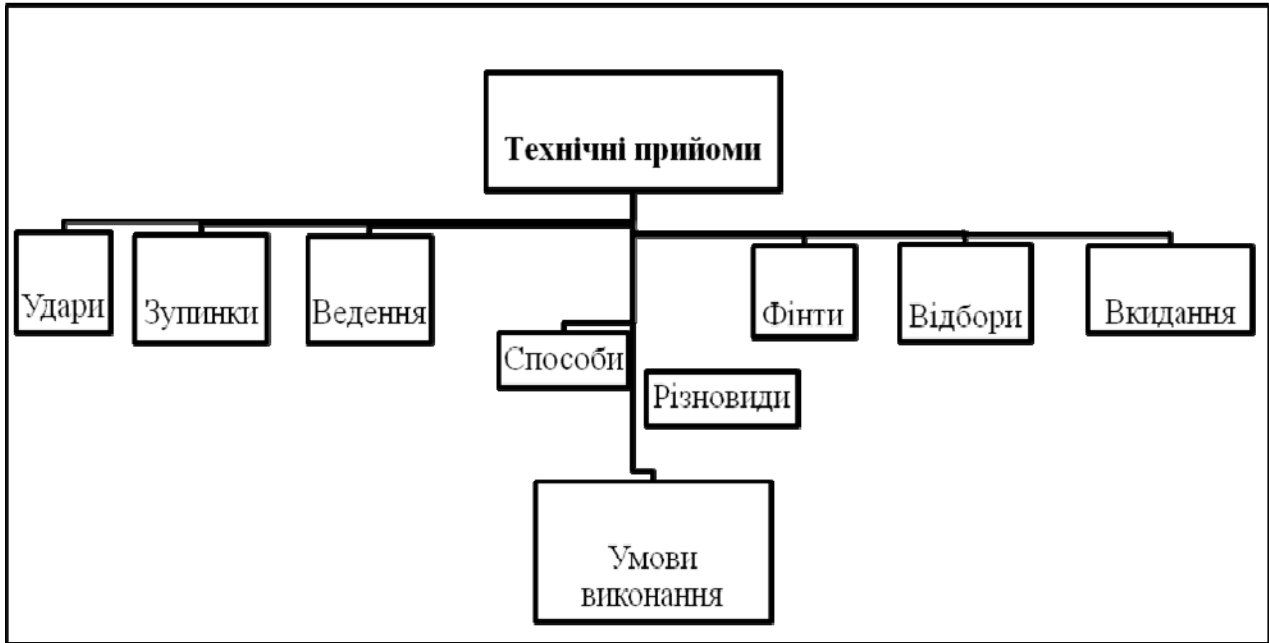 Технічні прийоми
Удари
Зупинки
Ведення
Фінти
Відбори
Вкидання
Способи
Різновиди
Умови
виконання